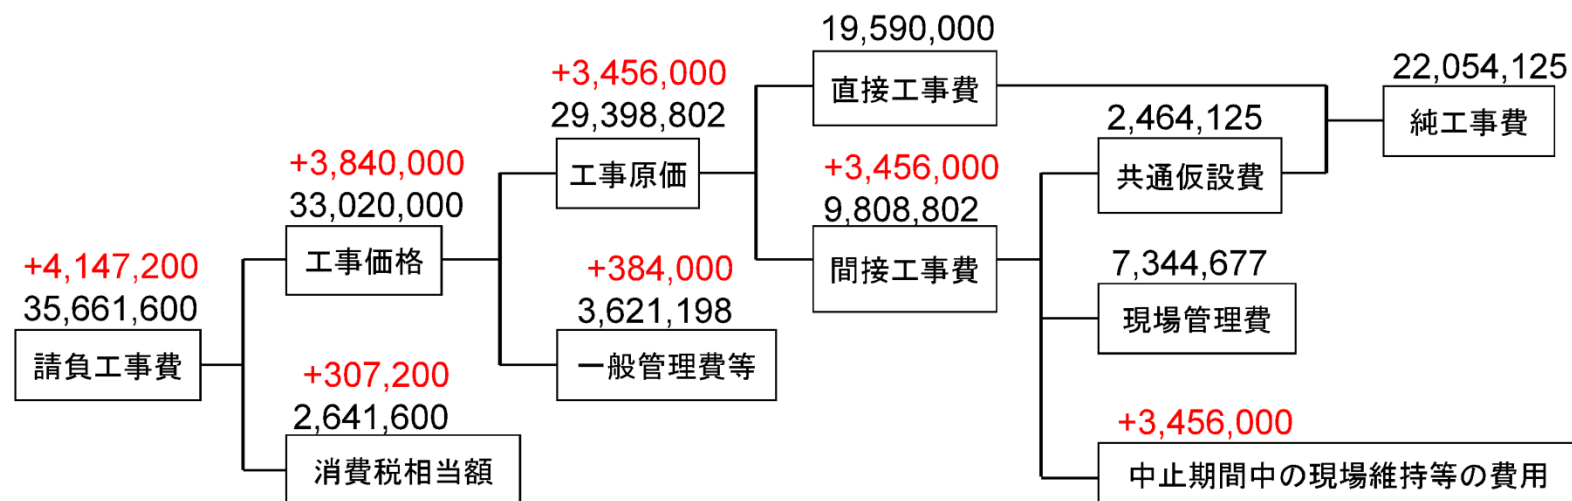 +4,147,200
35,661,600
請負工事費
+3,840,000
33,020,000
工事価格
+307,200
2,641,600
消費税相当額
+3,456,000
29,398,802
工事原価
+384,000
3,621,198
一般管理費等
19,590,000
直接工事費
+3,456,000
9,808,802
間接工事費
2,464,125
共通仮設費
7,344,677
現場管理費
+3,456,000
中止期間中の現場維持等の費用
22,054,125
純工事費